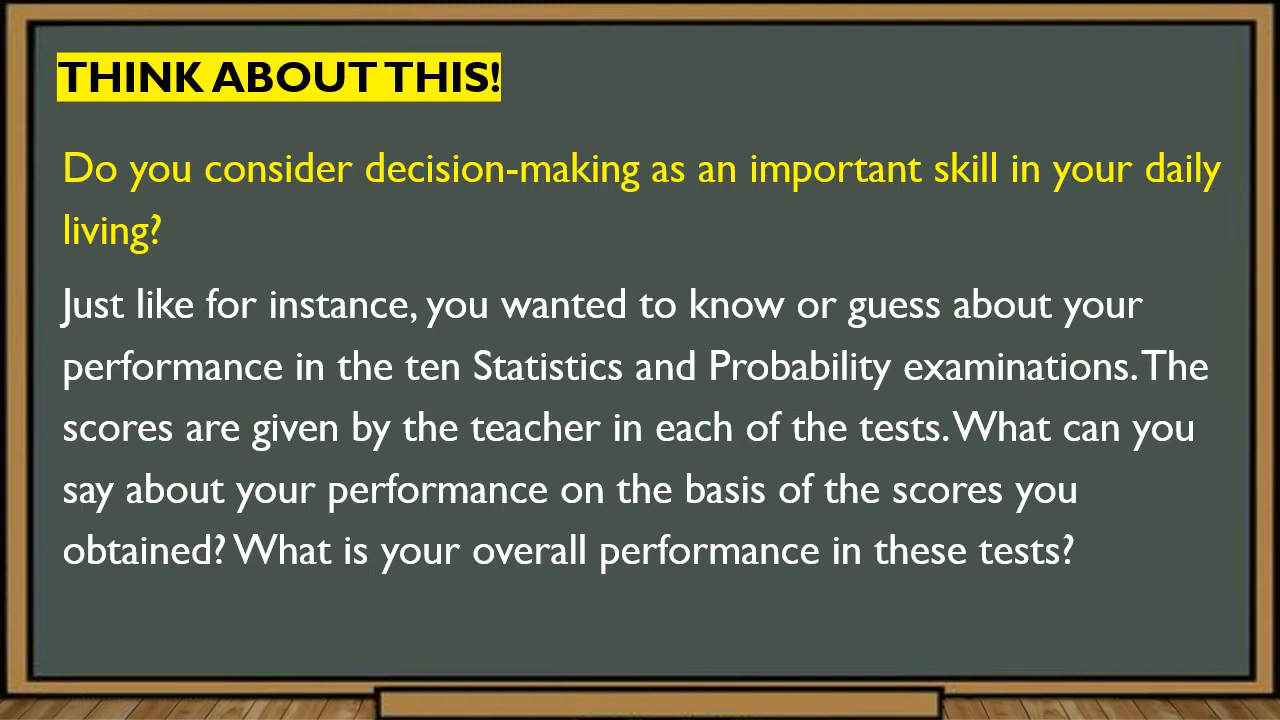 THINK ABOUT THIS!
Do you consider decision-making as an important skill in your daily
living?
Just like for instance, you wanted to know or guess about your
performance in the ten Statistics and Probability examinations. The
scores are given by the teacher in each of the tests. What can you
say about your performance on the basis of the scores you
obtained? What is your overall performance in these tests?